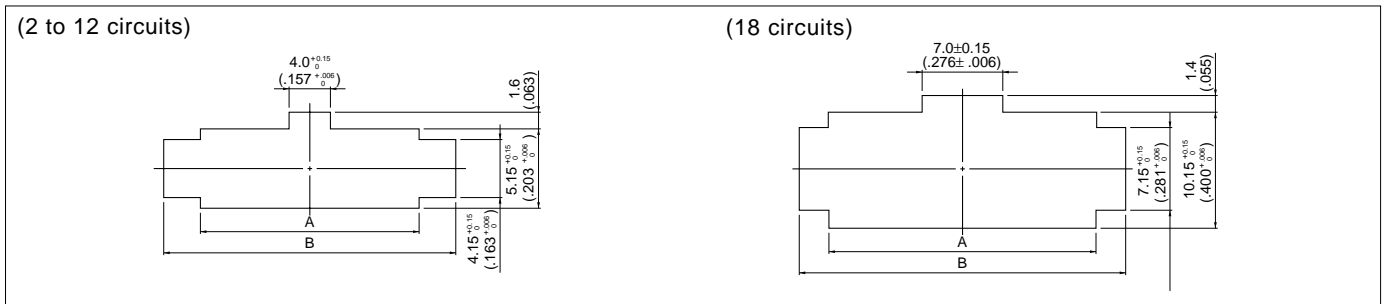 (2 to 12 circuits)
4.0 +0.15 0
(.157 +.006 0)
1.6
(.063)
5.15 +0.15 0
(.203 +.006 0)
4.15 +0.15 0
(.163 +.006 0)
A
B
(18 circuits)
7.0±0.15
(.276± .006)
1.4
(.055)
7.15 +0.15 0
(.281 +.006 0)
10.15 +0.15 0
(.400 +.006 0)
A
B